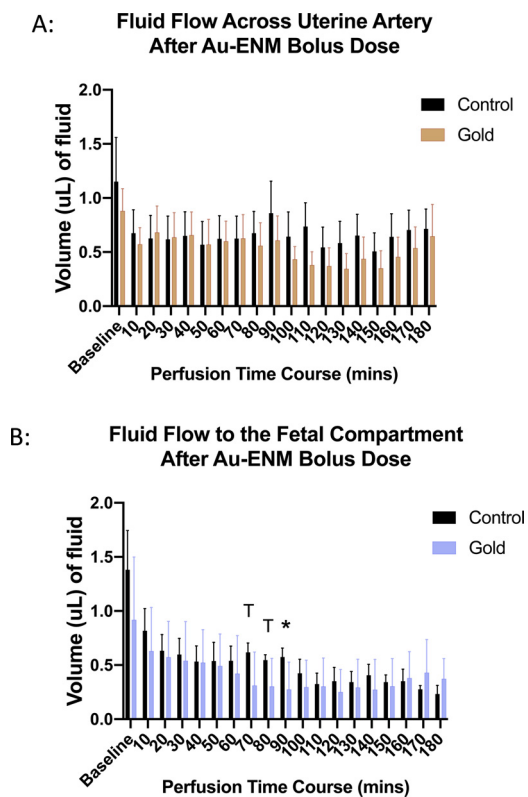 A:
Fluid Flow Across Uterine Artery
After Au-ENM Bolus Dose
2.0
1.5
1.0
0.5
0.0
Volume (uL) of fluid
Control
Gold
Baseline 10 20 30 40 50 60 70 80 90 100 110 120 130 140 150 160 170 180
Perfusion Time Course (mins)
B:
Fluid Flow to the Fetal Compartment
After Au-ENM Bolus Dose
2.0
1.5
1.0
0.5
0.0
Volume (uL) of fluid
Control
Gold
T T *
Baseline 10 20 30 40 50 60 70 80 90 100 110 120 130 140 150 160 170 180
Perfusion Time Course (mins)